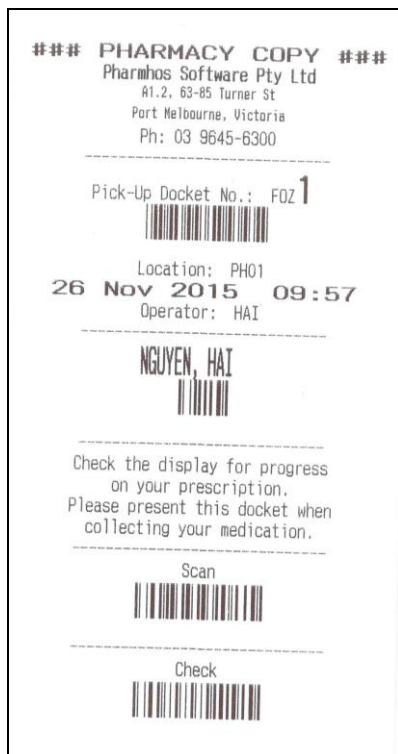 ### PHARMACY COPY ###
Pharmhos Software Pty Ltd
A1.2, 63-85 Turner St
Port Melbourne, Victoria
Ph: 03 9645-6300
Pick-Up Docket No.: FOZ 1
Location: PH01
26 Nov 2015 09:57
Operator: HAI
NGUYEN, HAI
Check the display for progress
on your prescription.
Please present this docket when
collecting your medication.
Scan
Check